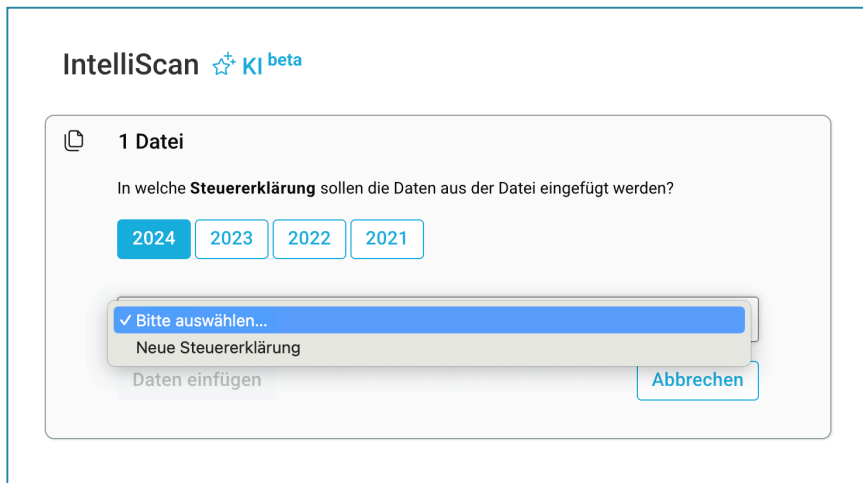 IntelliScan KI beta
1 Datei
In welche Steuererklärung sollen die Daten aus der Datei eingefügt werden?
2024 2023 2022 2021
Bitte auswählen...
Neue Steuererklärung
Daten einfügen Abbrechen